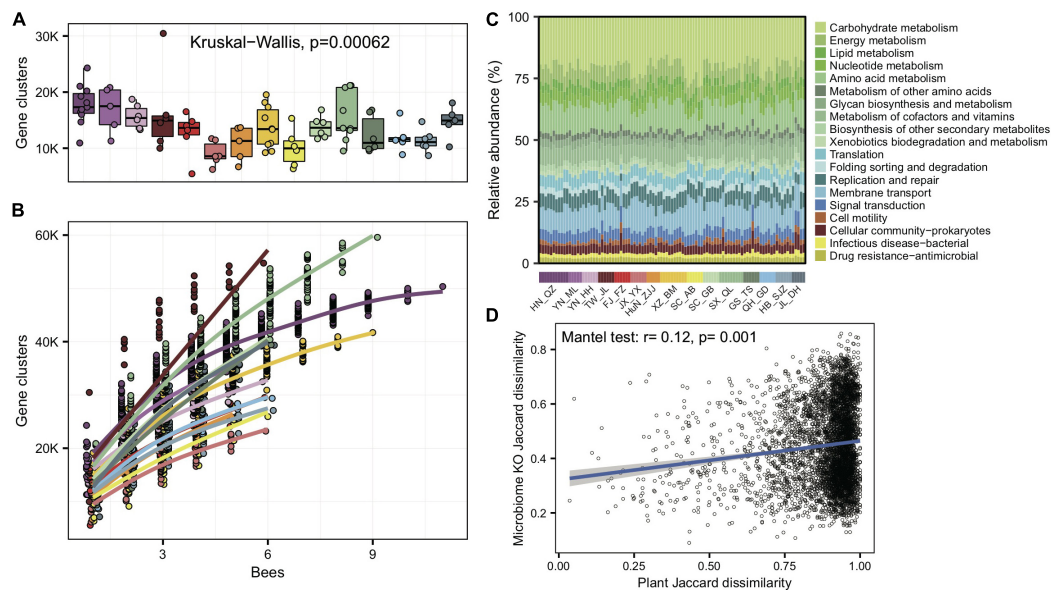 A
Kruskal−Wallis, p=0.00062
Gene clusters
30K
20K
10K
B
Gene clusters
60K
40K
20K
3
6
9
Bees
C
Relative abundance (%)
100
75
50
25
0
HN_QZ
YN_ML
YN_HH
TW_JL
FJ_FZ
JX_YX
HuN_ZJJ
XZ_BM
SC_AB
SC_GB
SX_QL
GS_TS
QH_GD
HB_SJZ
JL_DH
Carbohydrate metabolism
Energy metabolism
Lipid metabolism
Nucleotide metabolism
Amino acid metabolism
Metabolism of other amino acids
Glycan biosynthesis and metabolism
Metabolism of cofactors and vitamins
Biosynthesis of other secondary metabolites
Xenobiotics biodegradation and metabolism
Translation
Folding sorting and degradation
Replication and repair
Membrane transport
Signal transduction
Cell motility
Cellular community−prokaryotes
Infectious disease−bacterial
Drug resistance−antimicrobial
D
Mantel test: r= 0.12, p= 0.001
Microbiome KO Jaccard dissimilarity
0.8
0.6
0.4
0.2
0.00
0.25
0.50
0.75
1.00
Plant Jaccard dissimilarity